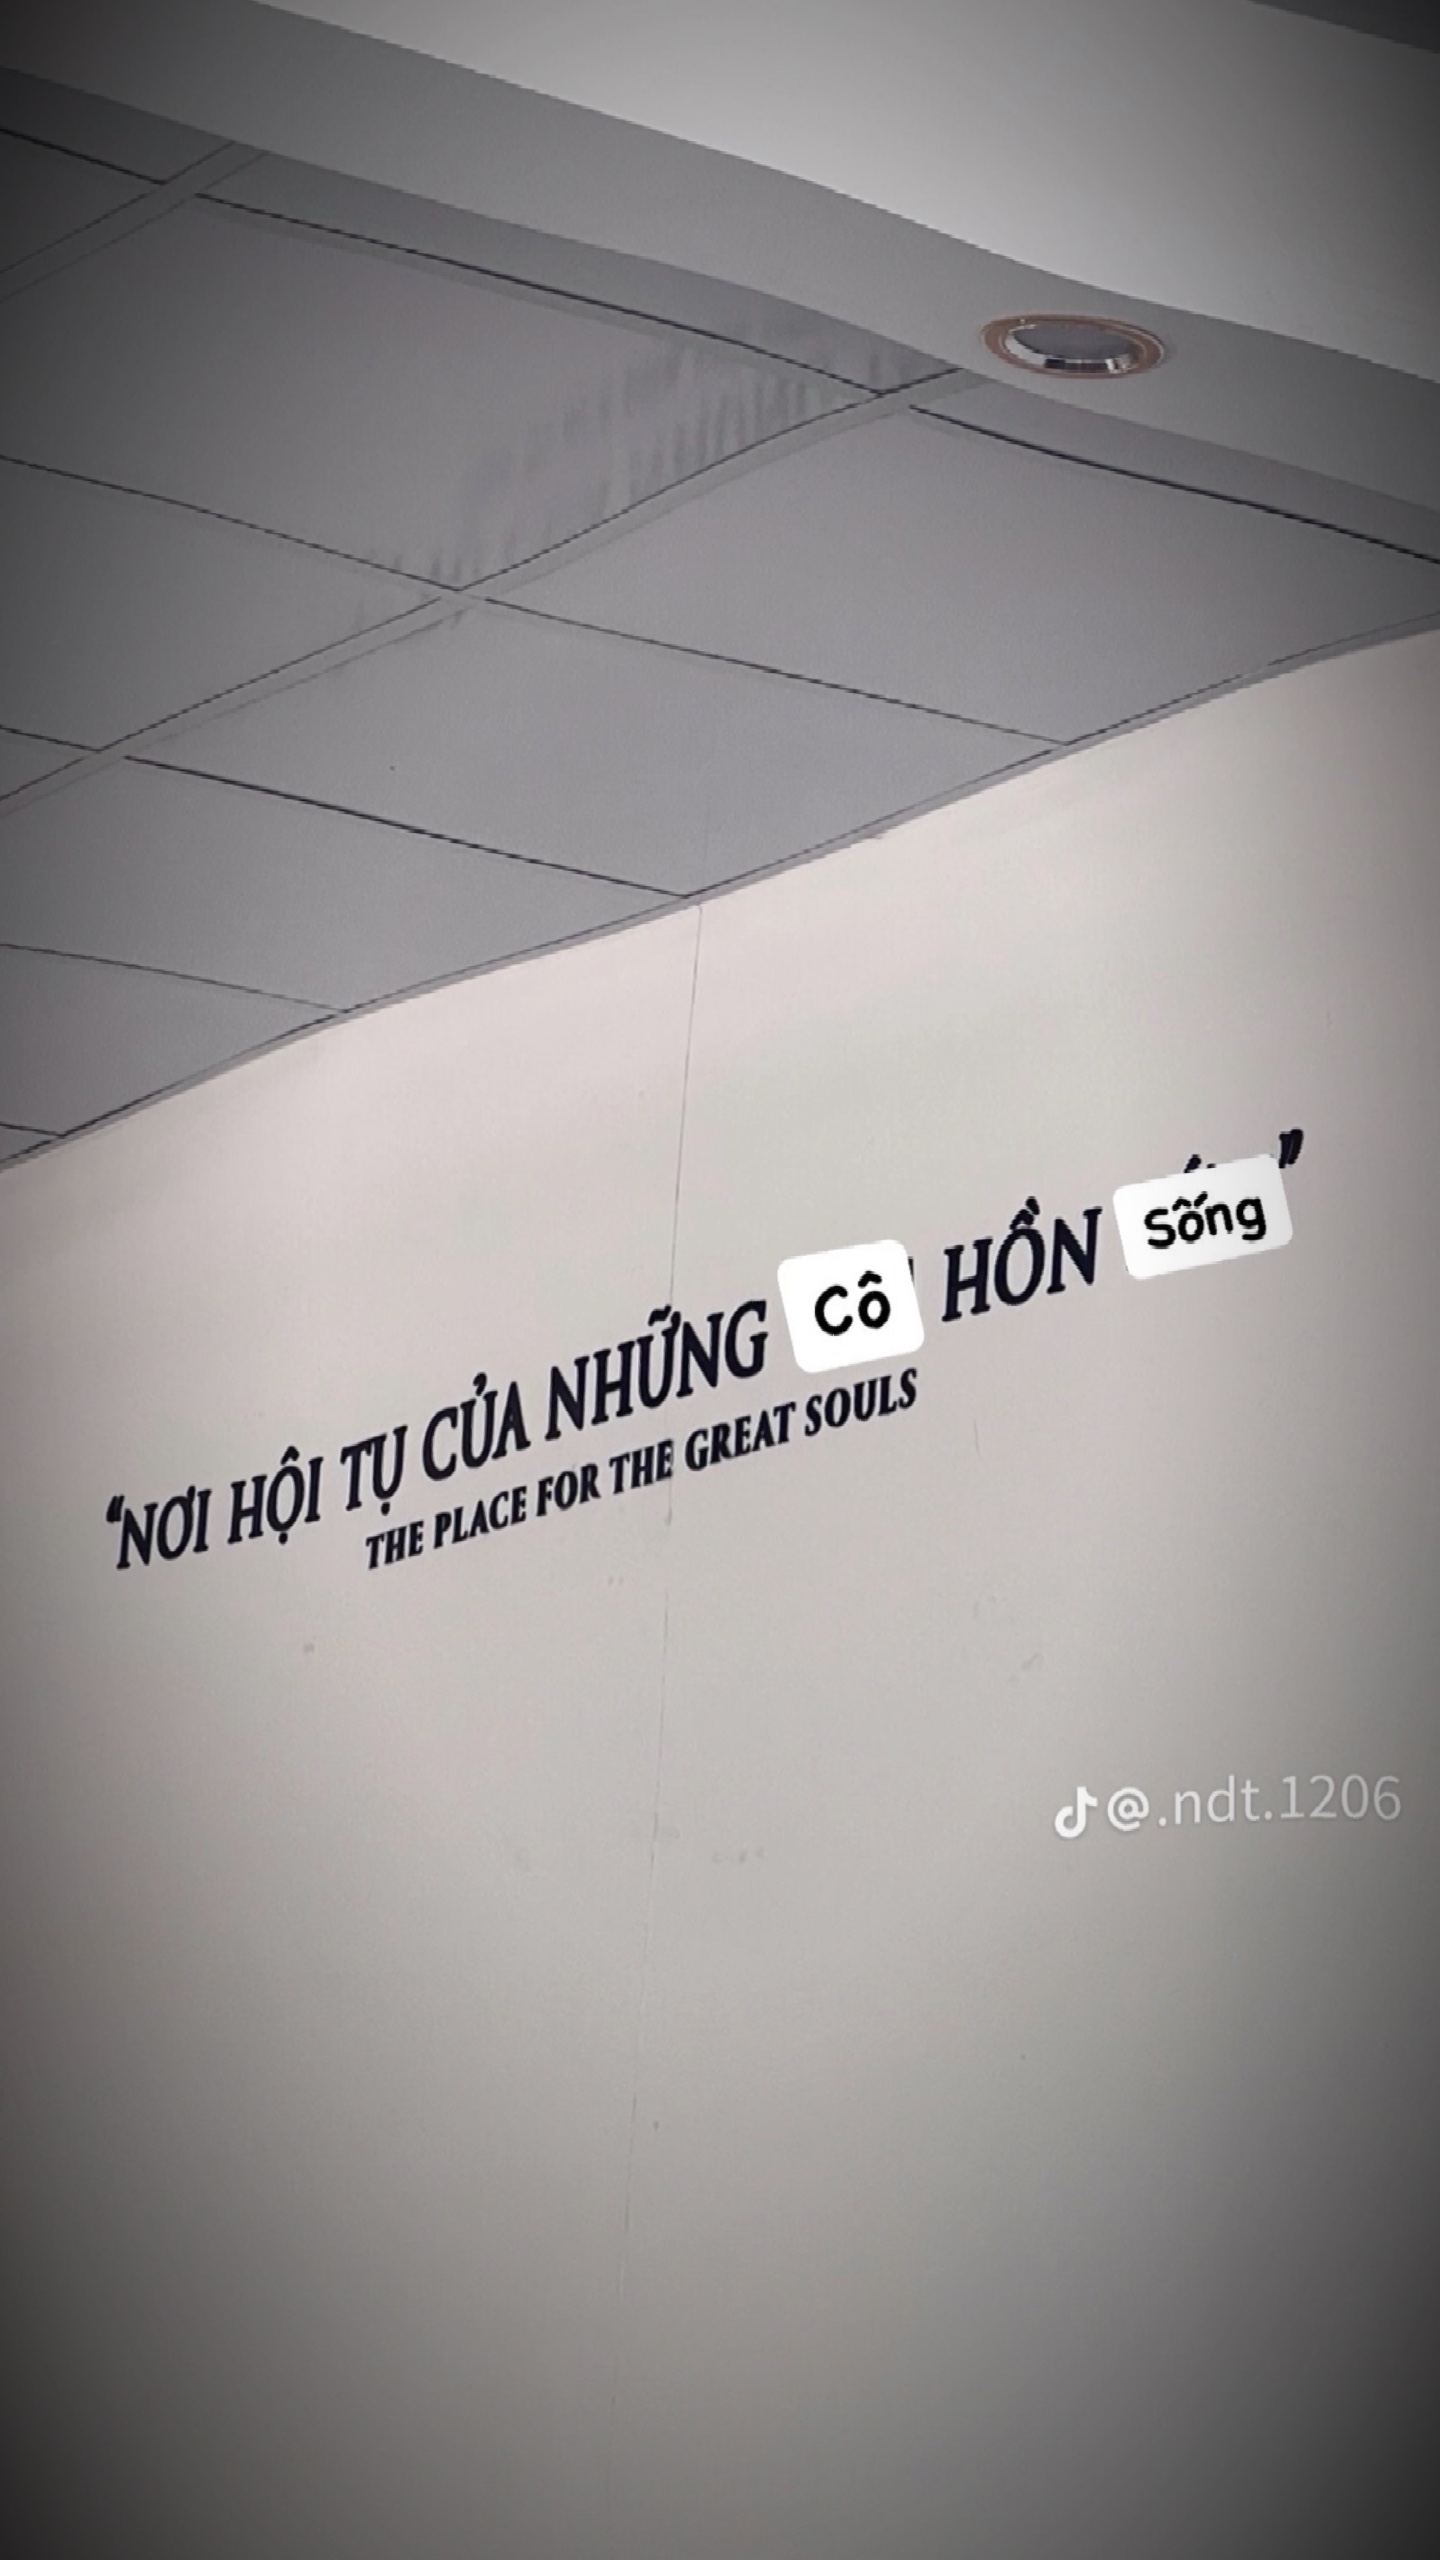 “NƠI HỘI TỤ CỦA NHỮNG Cô HỒN Sống”
THE PLACE FOR THE GREAT SOULS
@.ndt.1206